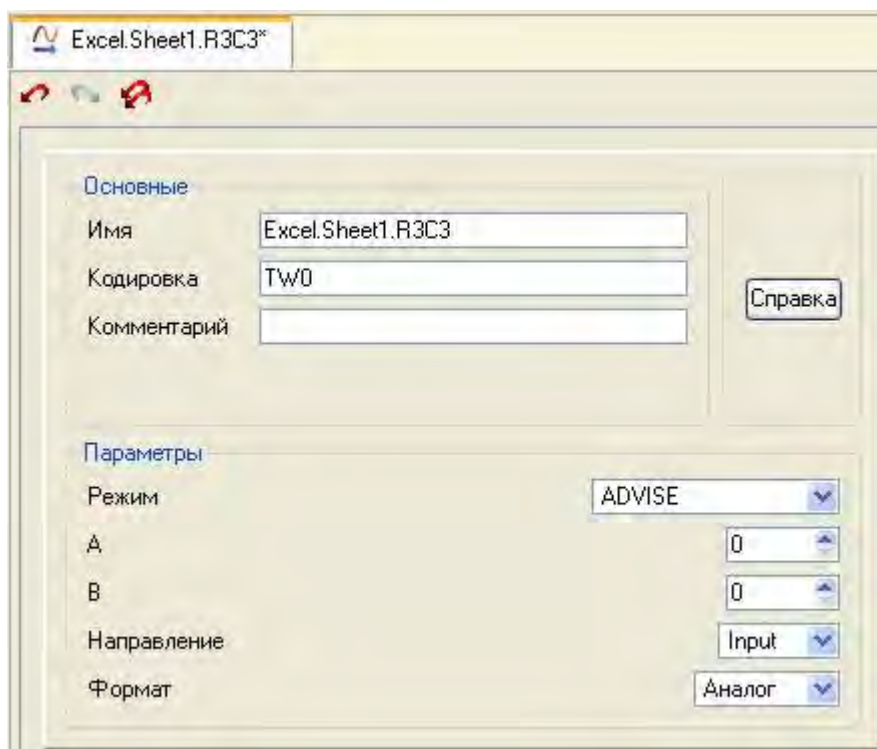 Excel.Sheet1.R3C3*
Основные
Имя Excel.Sheet1.R3C3
Кодировка TW0
Справка
Комментарий
Параметры
Режим ADVISE
A 0
B 0
Направление Input
Формат Аналог